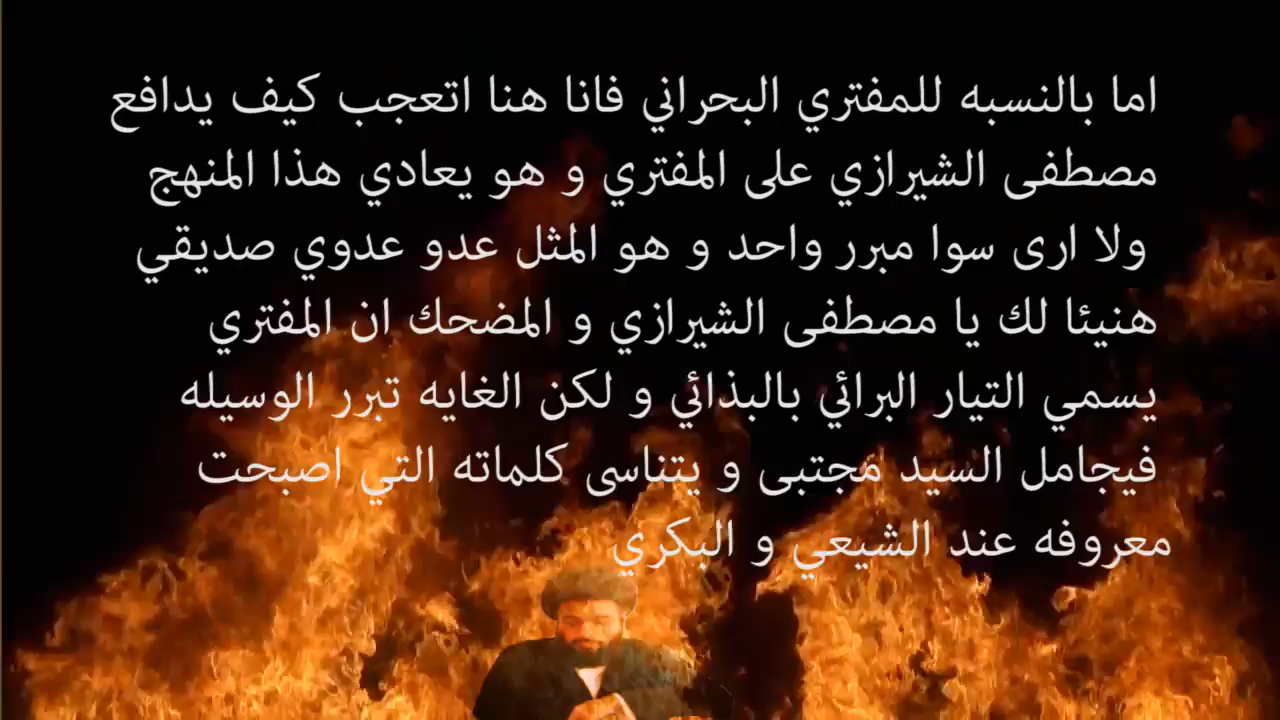 اما بالنسبه للمفتري البحراني فانا هنا اتعجب كيف يدافع
مصطفى الشيرازي على المفتري و هو يعادي هذا المنهج
ولا ارى سوا مبرر واحد و هو المثل عدو عدوي صديقي
هنيئا لك يا مصطفى الشيرازي و المضحك ان المفتري
يسمي التيار البرائي بالبذائي و لكن الغايه تبرر الوسيله
فيجامل السيد مجتبى و يتناسى كلماته التي اصبحت
معروفه عند الشيعي و البكري